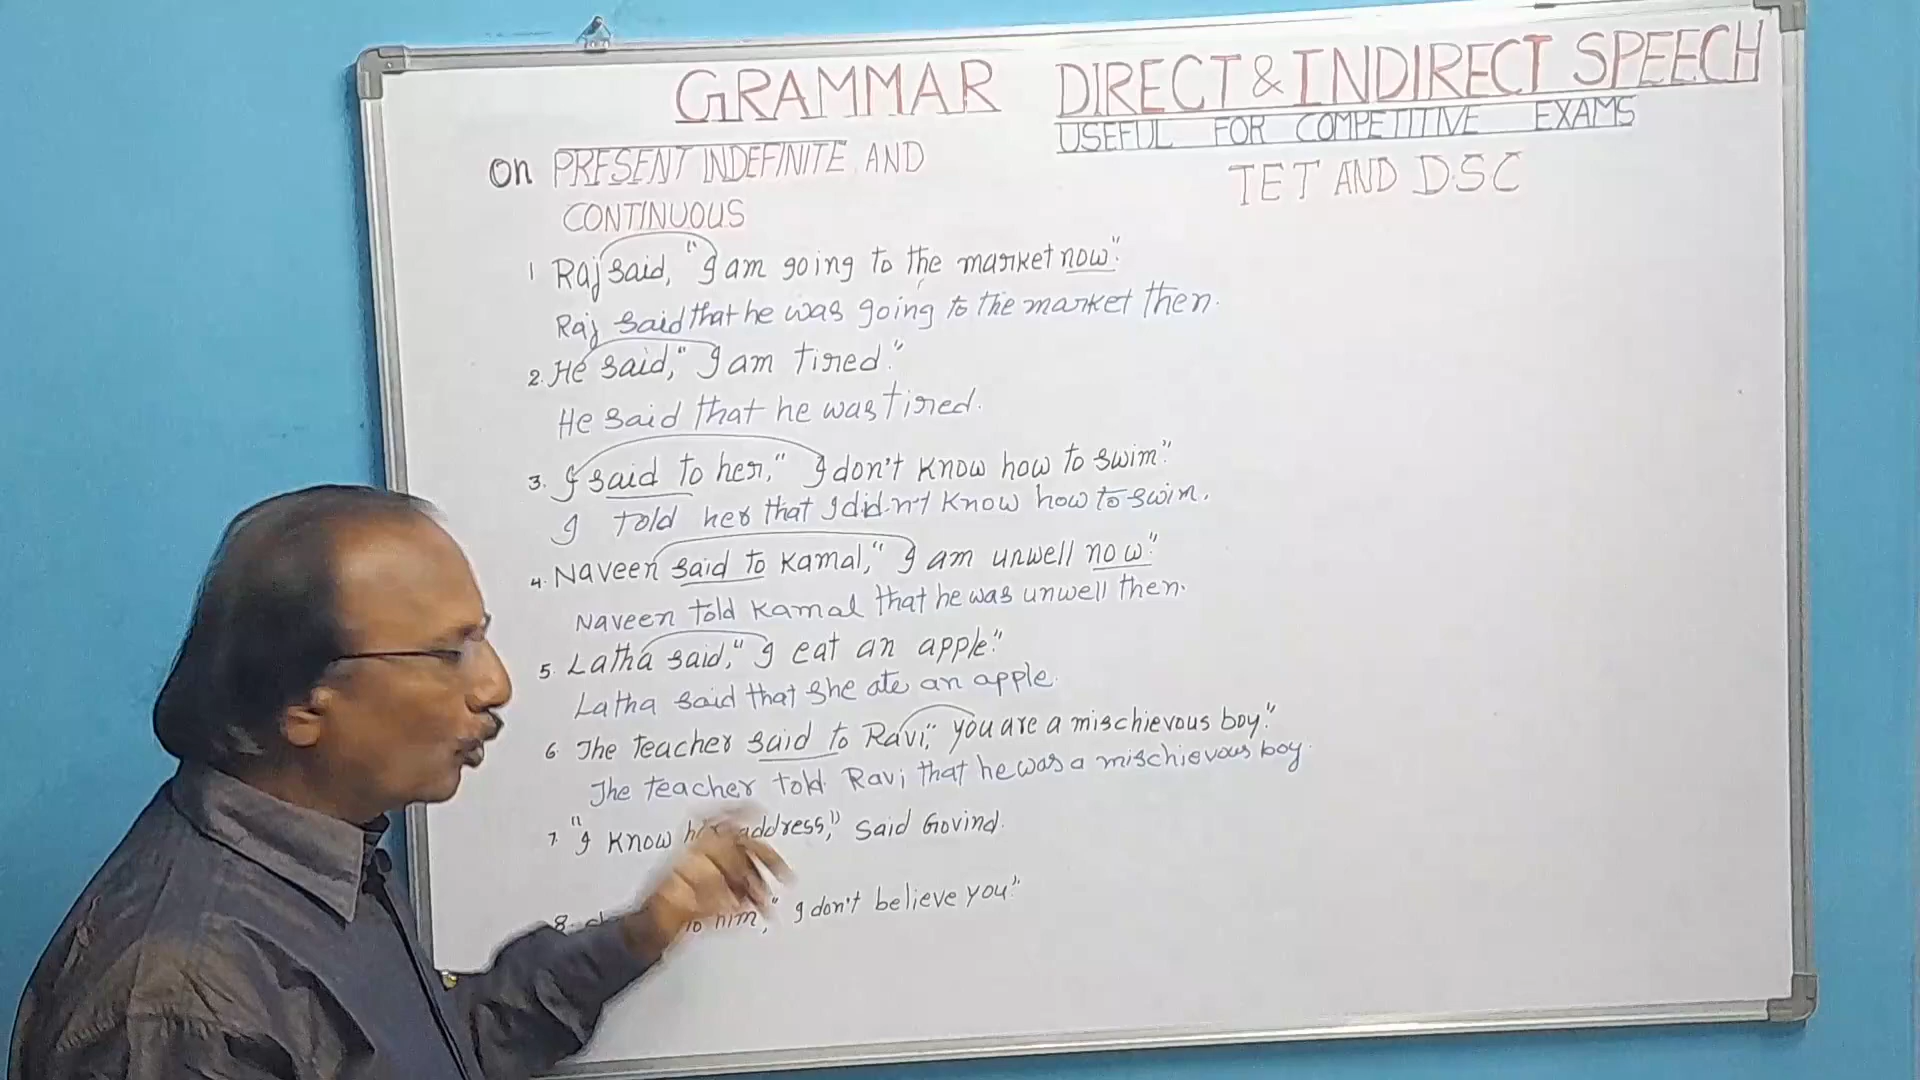 GRAMMAR DIRECT & INDIRECT SPEECH
USEFUL FOR COMPETITIVE EXAMS
on PRESENT INDEFINITE AND
TET AND DSC
CONTINUOUS
1 Raj said, "I am going to the market now".
Raj said that he was going to the market then.
2. He said," I am tired."
He said that he was tired.
3. I said to her," I don't know how to swim."
I told her that I didn't know how to swim.
4. Naveen said to Kamal," I am unwell now."
Naveen told Kamal that he was unwell then.
5. Latha said," I eat an apple."
Latha said that she ate an apple.
6 The teacher said to Ravi," you are a mischievous boy."
The teacher told Ravi that he was a mischievous boy.
7. "I know address," said Govind.
8. to him," I don't believe you".